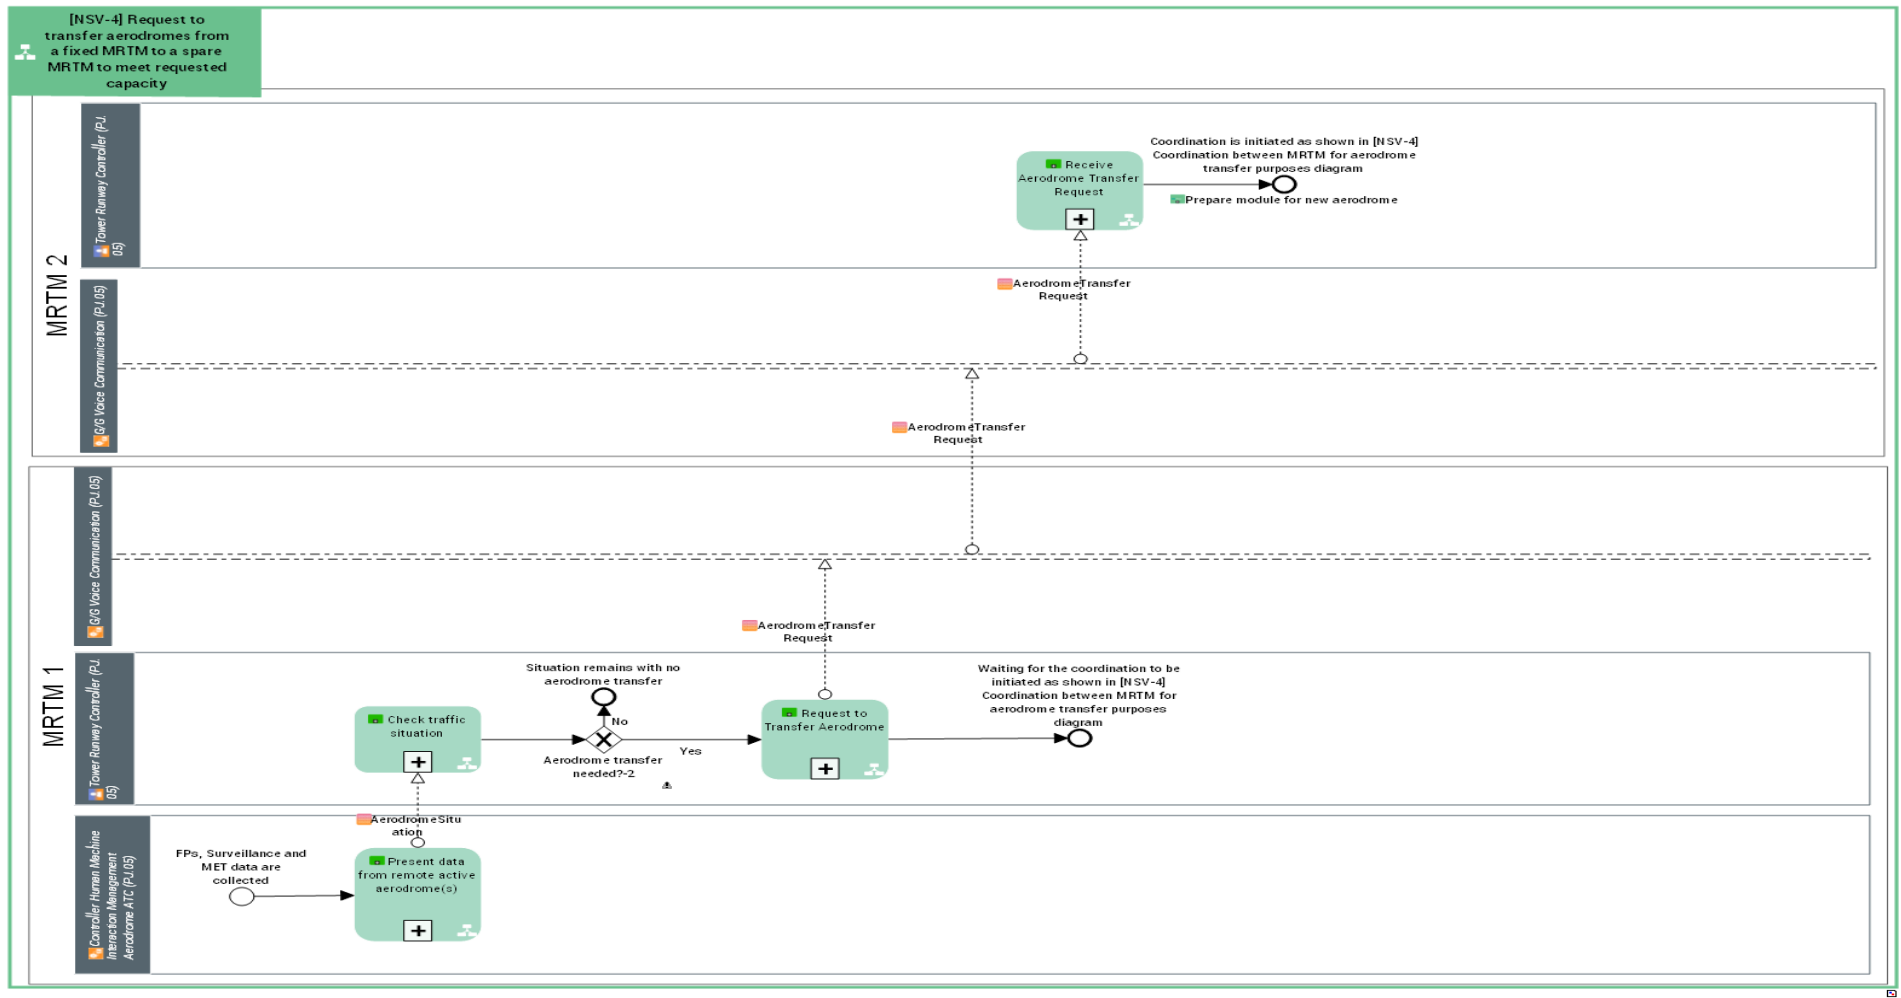 [NSV-4] Request to
transfer aerodromes from
a fixed MRTM to a spare
MRTM to meet requested
capacity
MRTM 2
Tower Runway Controller (PJ.
05)
Receive
Aerodrome Transfer
Request
Coordination is initiated as shown in [NSV-4]
Coordination between MRTM for aerodrome
transfer purposes diagram
Prepare module for new aerodrome
G/G Voice Communication (PJ.05)
AerodromeTransfer
Request
AerodromeTransfer
Request
MRTM 1
G/G Voice Communication (PJ.05)
AerodromeTransfer
Request
Tower Runway Controller (PJ.
05)
Check traffic
situation
Situation remains with no
aerodrome transfer
No
Yes
Aerodrome transfer
needed?-2
Request to
Transfer Aerodrome
Waiting for the coordination to be
initiated as shown in [NSV-4]
Coordination between MRTM for
aerodrome transfer purposes
diagram
AerodromeSitu
ation
Controller Human Machine
Interaction Management
Aerodrome ATC (PJ.05)
FPs, Surveillance and
MET data are
collected
Present data
from remote active
aerodrome(s)